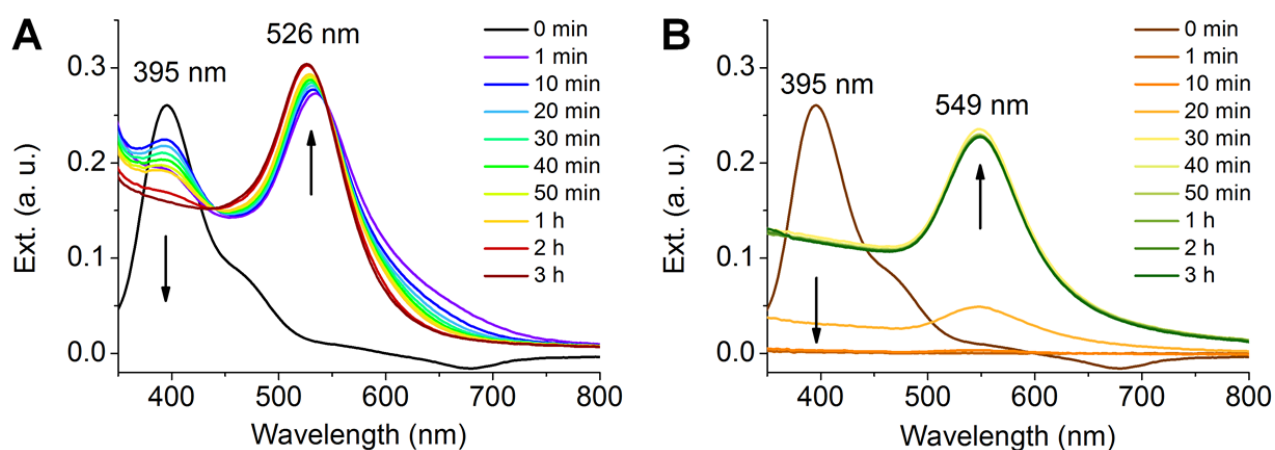 A
Ext. (a. u.)
0.3
0.2
0.1
0.0
395 nm
526 nm
0 min
1 min
10 min
20 min
30 min
40 min
50 min
1 h
2 h
3 h
400
500
600
700
800
Wavelength (nm)
B
Ext. (a. u.)
0.3
0.2
0.1
0.0
395 nm
549 nm
0 min
1 min
10 min
20 min
30 min
40 min
50 min
1 h
2 h
3 h
400
500
600
700
800
Wavelength (nm)